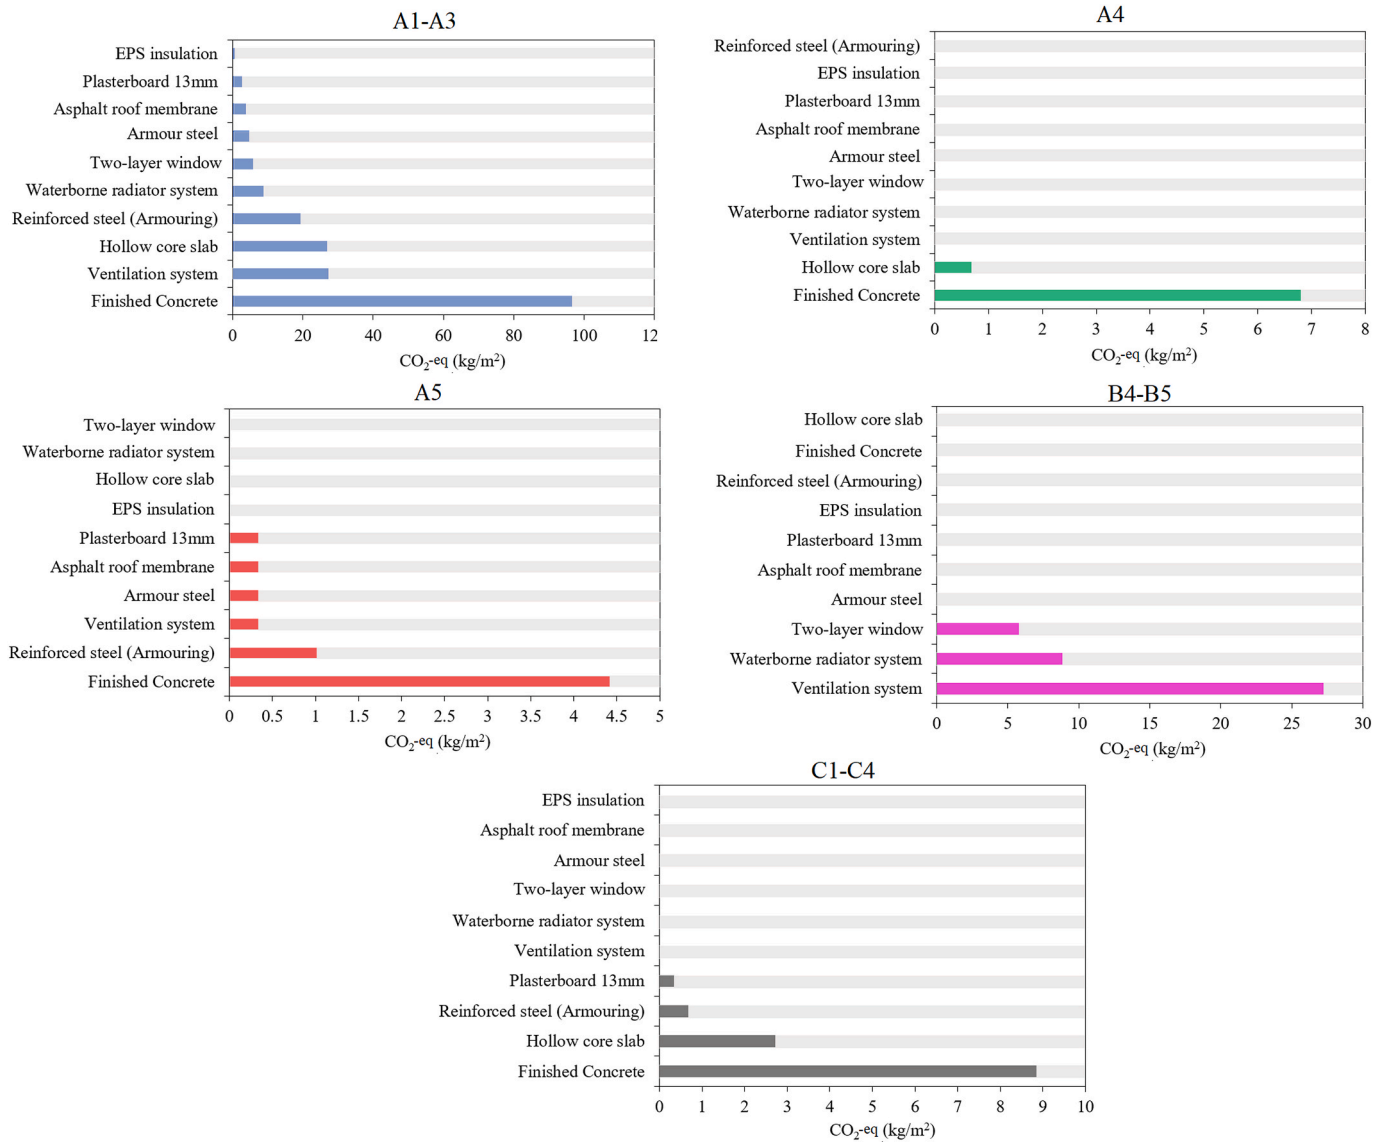 A1-A3
EPS insulation
Plasterboard 13mm
Asphalt roof membrane
Armour steel
Two-layer window
Waterborne radiator system
Reinforced steel (Armouring)
Hollow core slab
Ventilation system
Finished Concrete
0 20 40 60 80 100 12
CO2-eq (kg/m²)
A4
Reinforced steel (Armouring)
EPS insulation
Plasterboard 13mm
Asphalt roof membrane
Armour steel
Two-layer window
Waterborne radiator system
Ventilation system
Hollow core slab
Finished Concrete
0 1 2 3 4 5 6 7 8
CO2-eq (kg/m²)
A5
Two-layer window
Waterborne radiator system
Hollow core slab
EPS insulation
Plasterboard 13mm
Asphalt roof membrane
Armour steel
Ventilation system
Reinforced steel (Armouring)
Finished Concrete
0 0.5 1 1.5 2 2.5 3 3.5 4 4.5 5
CO2-eq (kg/m²)
B4-B5
Hollow core slab
Finished Concrete
Reinforced steel (Armouring)
EPS insulation
Plasterboard 13mm
Asphalt roof membrane
Armour steel
Two-layer window
Waterborne radiator system
Ventilation system
0 5 10 15 20 25 30
CO2-eq (kg/m²)
C1-C4
EPS insulation
Asphalt roof membrane
Armour steel
Two-layer window
Waterborne radiator system
Ventilation system
Plasterboard 13mm
Reinforced steel (Armouring)
Hollow core slab
Finished Concrete
0 1 2 3 4 5 6 7 8 9 10
CO2-eq (kg/m²)